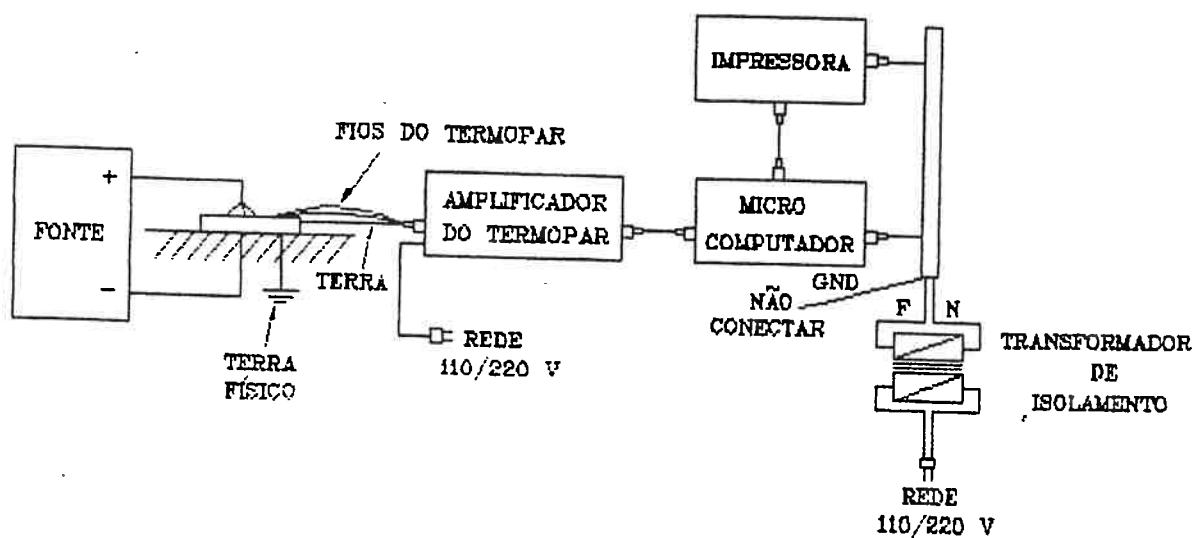 IMPRESSORA
FIOS DO TERMOPAR
+
FONTE
-
AMPLIFICADOR
DO TERMOPAR
MICRO
COMPUTADOR
TERRA
GND
NÃO
CONECTAR
F N
REDE
110/220 V
TERRA
FÍSICO
TRANSFORMADOR
DE
ISOLAMENTO
REDE
110/220 V